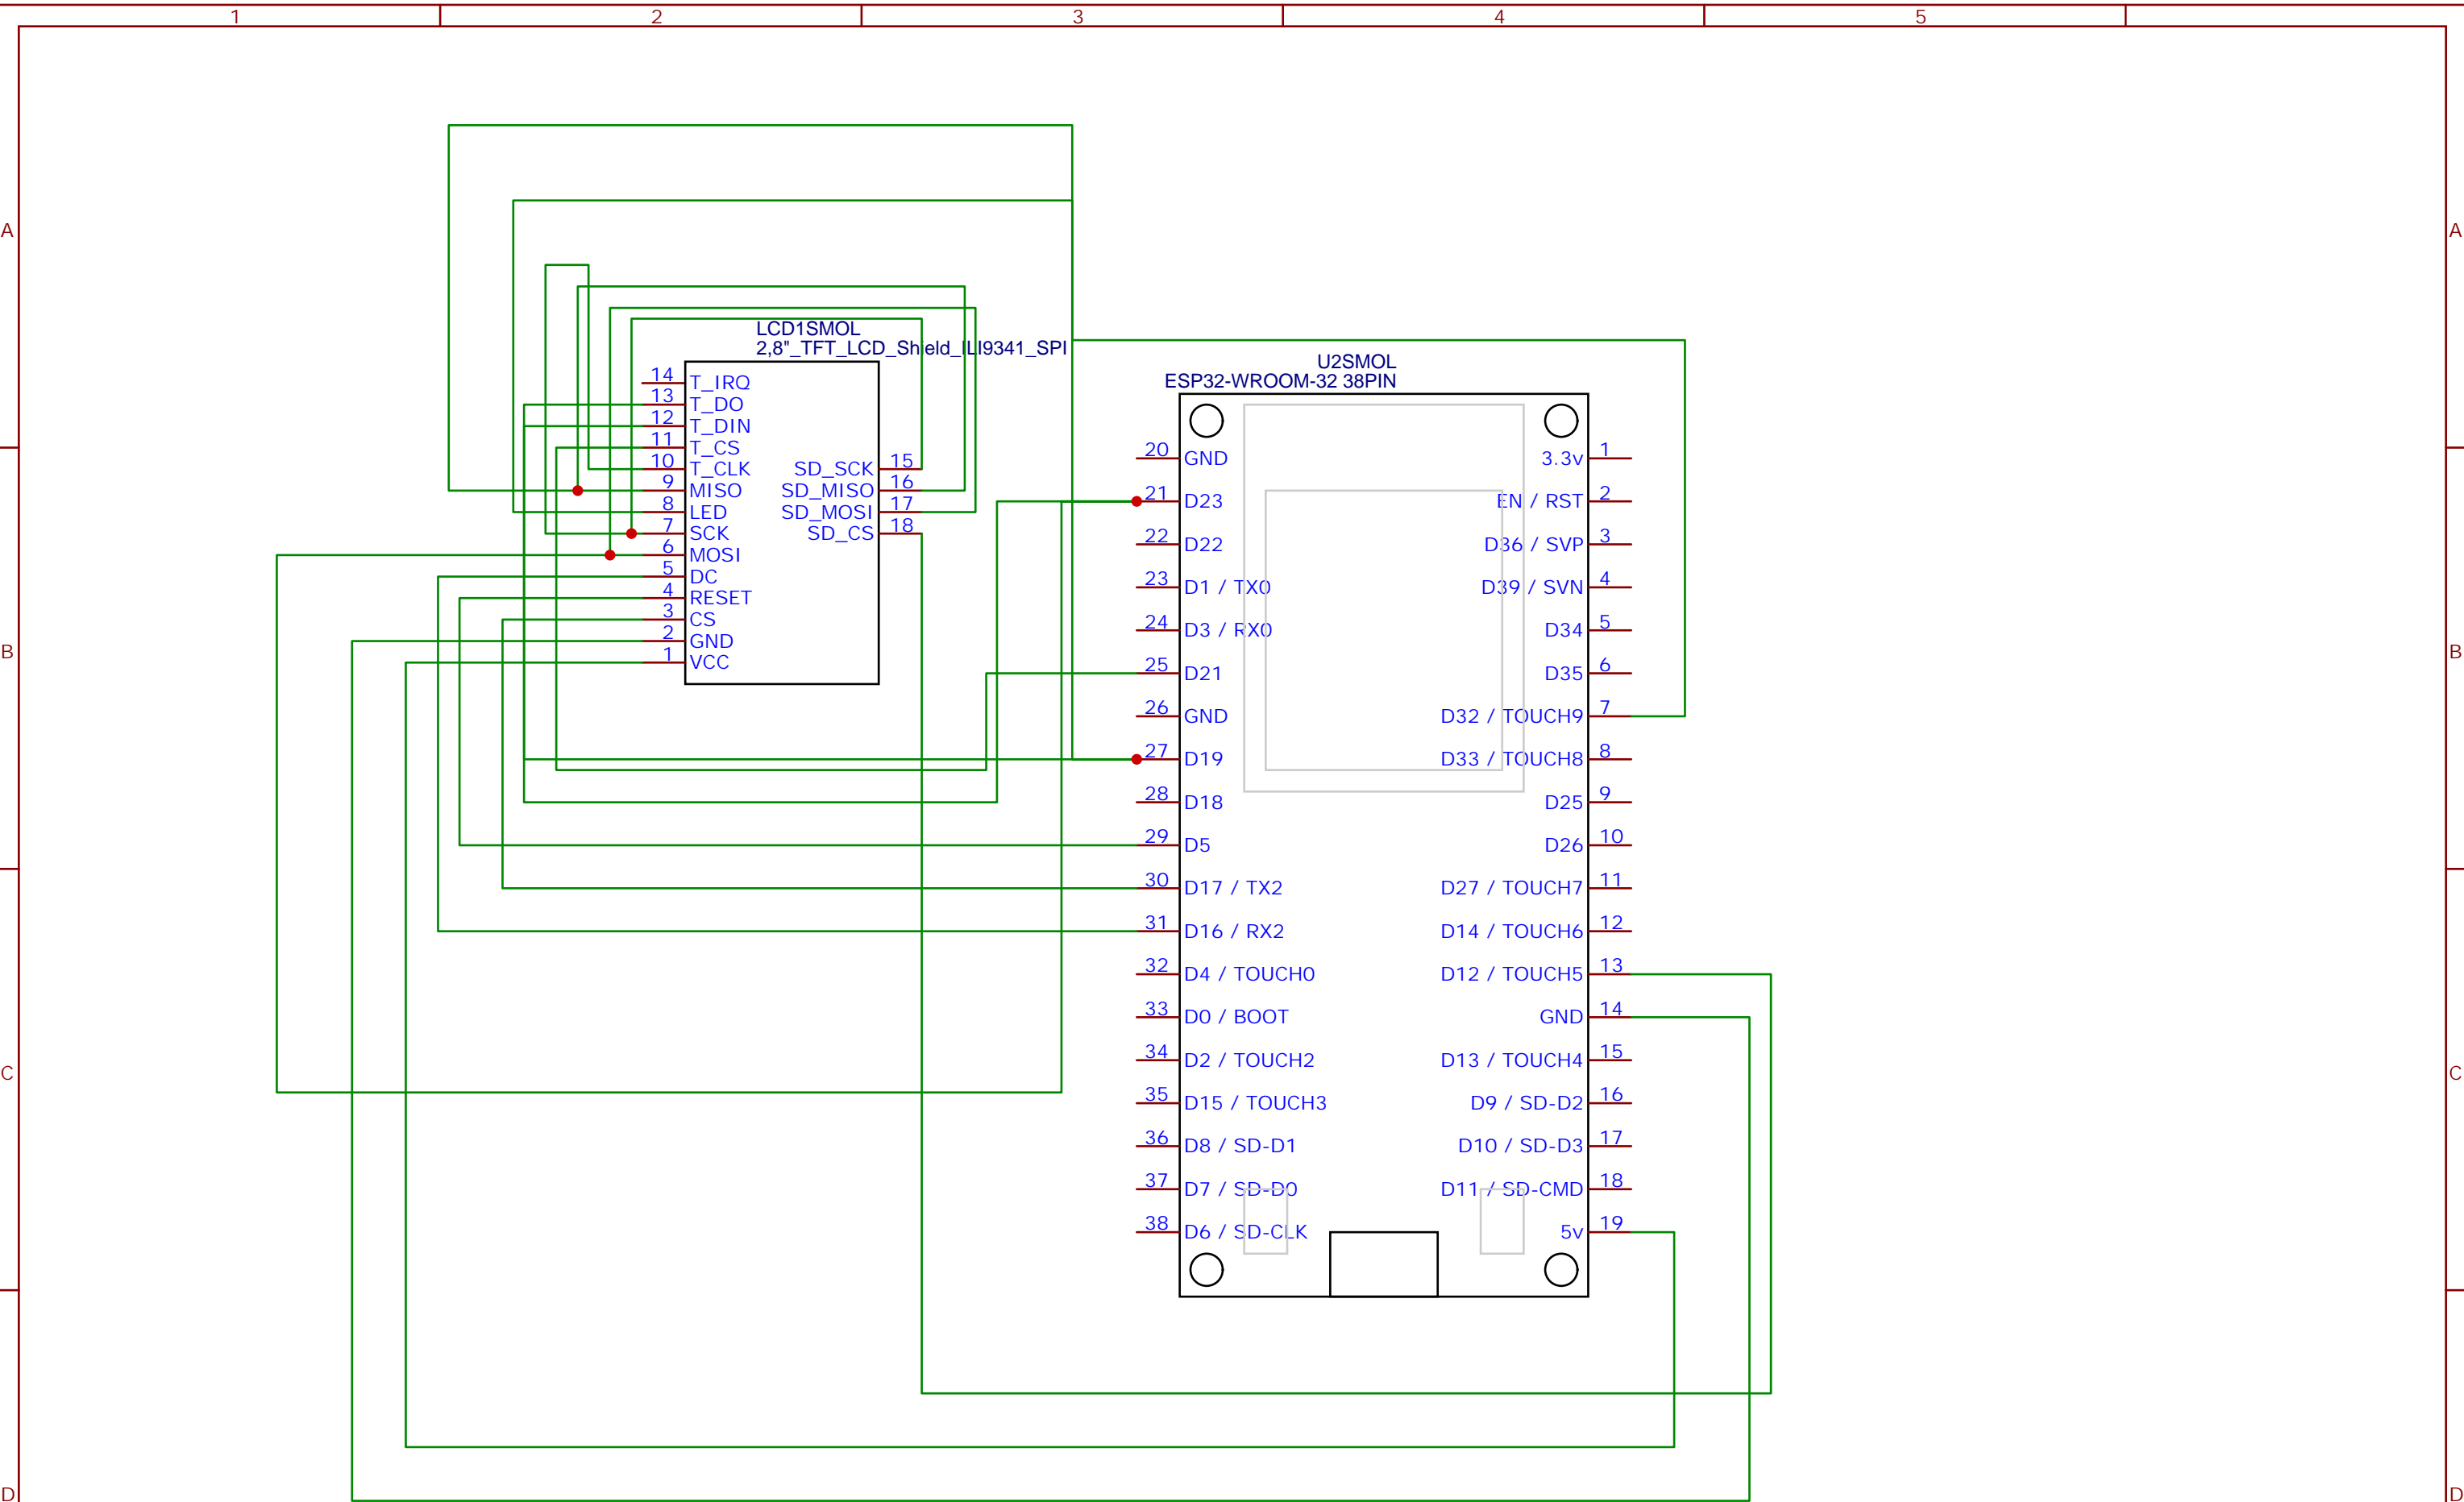 1 2 3 4 5
A A
B B
C C
D D
LCD1SMOL
2,8"_TFT_LCD_Shield_ILI9341_SPI
14 T_IRQ
13 T_DO
12 T_DIN
11 T_CS
10 T_CLK
9 MISO
8 LED
7 SCK
6 MOSI
5 DC
4 RESET
3 CS
2 GND
1 VCC
SD_SCK 15
SD_MISO 16
SD_MOSI 17
SD_CS 18
U2SMOL
ESP32-WROOM-32 38PIN
20 GND
21 D23
22 D22
23 D1 / TX0
24 D3 / RX0
25 D21
26 GND
27 D19
28 D18
29 D5
30 D17 / TX2
31 D16 / RX2
32 D4 / TOUCH0
33 D0 / BOOT
34 D2 / TOUCH2
35 D15 / TOUCH3
36 D8 / SD-D1
37 D7 / SD-D0
38 D6 / SD-CLK
3.3v 1
EN / RST 2
D36 / SVP 3
D39 / SVN 4
D34 5
D35 6
D32 / TOUCH9 7
D33 / TOUCH8 8
D25 9
D26 10
D27 / TOUCH7 11
D14 / TOUCH6 12
D12 / TOUCH5 13
GND 14
D13 / TOUCH4 15
D9 / SD-D2 16
D10 / SD-D3 17
D11 / SD-CMD 18
5v 19